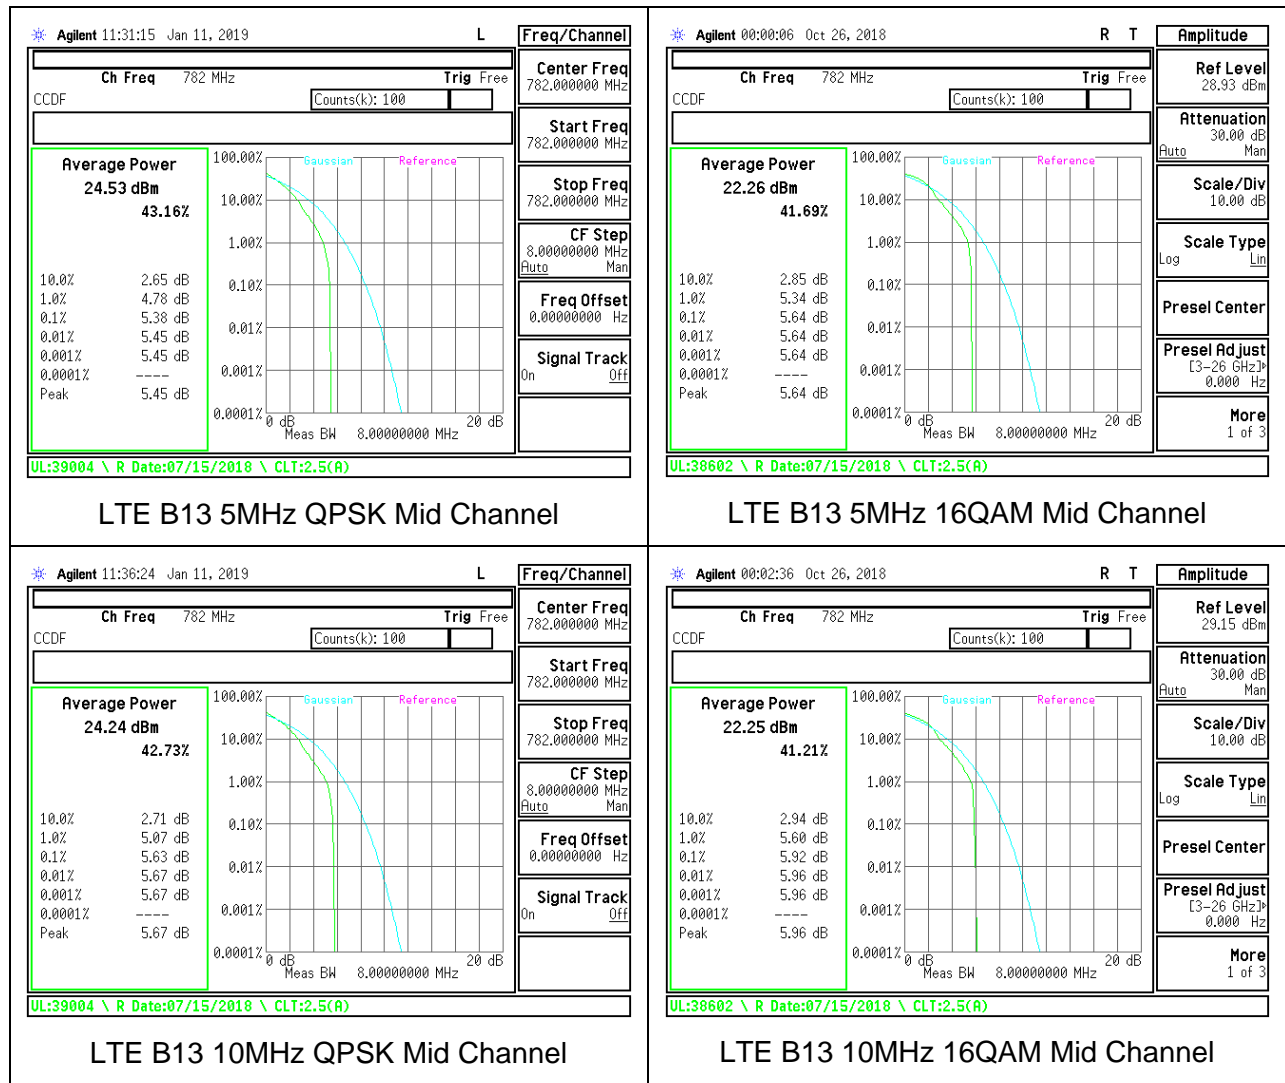 Agilent 11:31:15 Jan 11, 2019 L Freq/Channel
Ch Freq 782 MHz Trig Free
CCDF Counts(k): 100
Average Power
24.53 dBm
43.16%
10.0% 2.65 dB
1.0% 4.78 dB
0.1% 5.38 dB
0.01% 5.45 dB
0.001% 5.45 dB
0.0001% ----
Peak 5.45 dB
100.00% Gaussian Reference
10.00%
1.00%
0.10%
0.01%
0.001%
0.0001%
0 dB 20 dB
Meas BW 8.00000000 MHz
Center Freq
782.000000 MHz
Start Freq
782.000000 MHz
Stop Freq
782.000000 MHz
CF Step
8.00000000 MHz
Auto Man
Freq Offset
0.00000000 Hz
Signal Track
On Off
UL:39004 \ R Date:07/15/2018 \ CLT:2.5(A)
LTE B13 5MHz QPSK Mid Channel
Agilent 00:00:06 Oct 26, 2018 R T Amplitude
Ch Freq 782 MHz Trig Free
CCDF Counts(k): 100
Average Power
22.26 dBm
41.69%
10.0% 2.85 dB
1.0% 5.34 dB
0.1% 5.64 dB
0.01% 5.64 dB
0.001% 5.64 dB
0.0001% ----
Peak 5.64 dB
100.00% Gaussian Reference
10.00%
1.00%
0.10%
0.01%
0.001%
0.0001%
0 dB 20 dB
Meas BW 8.00000000 MHz
Ref Level
28.93 dBm
Attenuation
30.00 dB
Auto Man
Scale/Div
10.00 dB
Scale Type
Log Lin
Presel Center
Presel Adjust
[3-26 GHz]
0.000 Hz
More
1 of 3
UL:38602 \ R Date:07/15/2018 \ CLT:2.5(A)
LTE B13 5MHz 16QAM Mid Channel
Agilent 11:36:24 Jan 11, 2019 L Freq/Channel
Ch Freq 782 MHz Trig Free
CCDF Counts(k): 100
Average Power
24.24 dBm
42.73%
10.0% 2.71 dB
1.0% 5.07 dB
0.1% 5.63 dB
0.01% 5.67 dB
0.001% 5.67 dB
0.0001% ----
Peak 5.67 dB
100.00% Gaussian Reference
10.00%
1.00%
0.10%
0.01%
0.001%
0.0001%
0 dB 20 dB
Meas BW 8.00000000 MHz
Center Freq
782.000000 MHz
Start Freq
782.000000 MHz
Stop Freq
782.000000 MHz
CF Step
8.00000000 MHz
Auto Man
Freq Offset
0.00000000 Hz
Signal Track
On Off
UL:39004 \ R Date:07/15/2018 \ CLT:2.5(A)
LTE B13 10MHz QPSK Mid Channel
Agilent 00:02:36 Oct 26, 2018 R T Amplitude
Ch Freq 782 MHz Trig Free
CCDF Counts(k): 100
Average Power
22.25 dBm
41.21%
10.0% 2.94 dB
1.0% 5.60 dB
0.1% 5.92 dB
0.01% 5.96 dB
0.001% 5.96 dB
0.0001% ----
Peak 5.96 dB
100.00% Gaussian Reference
10.00%
1.00%
0.10%
0.01%
0.001%
0.0001%
0 dB 20 dB
Meas BW 8.00000000 MHz
Ref Level
29.15 dBm
Attenuation
30.00 dB
Auto Man
Scale/Div
10.00 dB
Scale Type
Log Lin
Presel Center
Presel Adjust
[3-26 GHz]
0.000 Hz
More
1 of 3
UL:38602 \ R Date:07/15/2018 \ CLT:2.5(A)
LTE B13 10MHz 16QAM Mid Channel